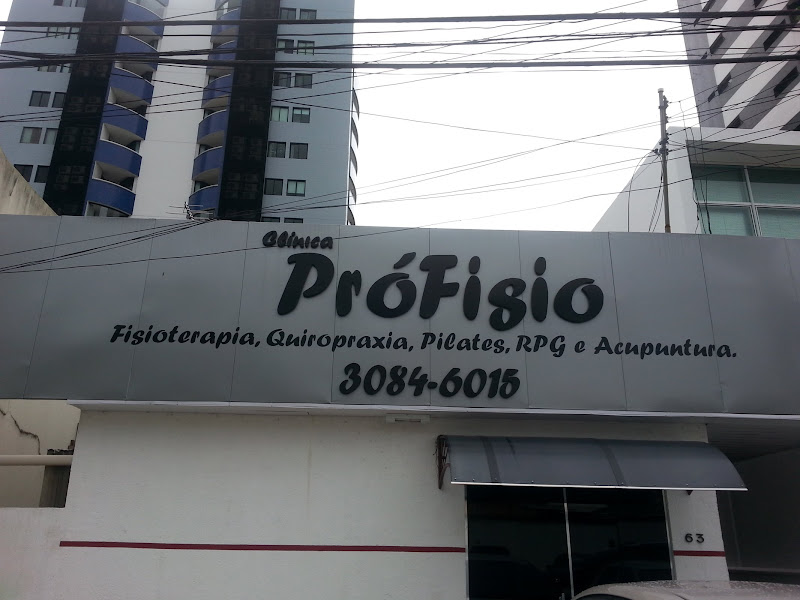 Clínica
PróFisio
Fisioterapia, Quiropraxia, Pilates, RPG e Acupuntura.
3084-6015
63